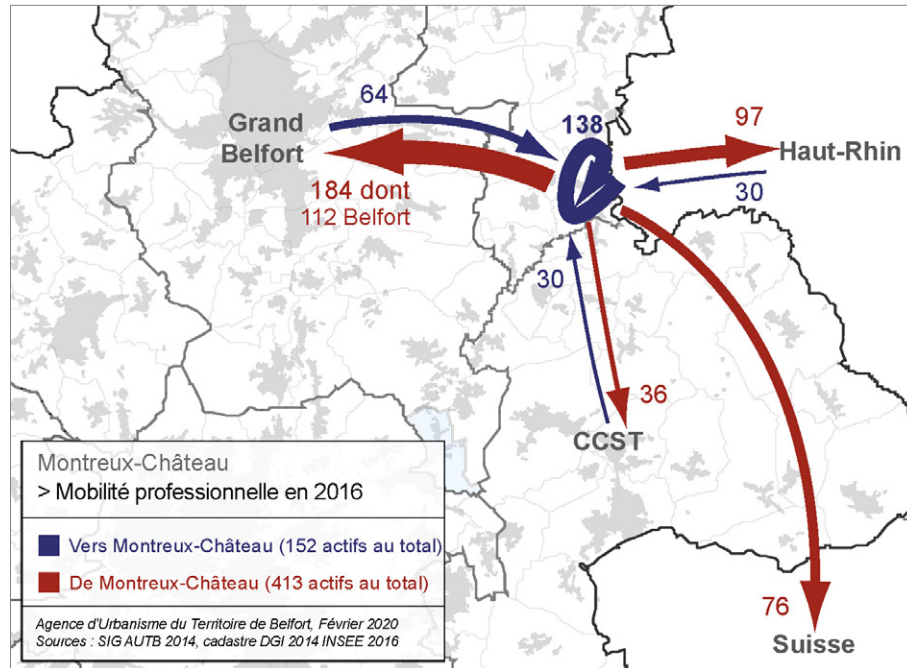 64
Grand
Belfort
138
97
Haut-Rhin
184 dont
112 Belfort
30
30
36
CCST
76
Suisse
Montreux-Château
> Mobilité professionnelle en 2016
Vers Montreux-Château (152 actifs au total)
De Montreux-Château (413 actifs au total)
Agence d'Urbanisme du Territoire de Belfort, Février 2020
Sources : SIG AUTB 2014, cadastre DGI 2014 INSEE 2016